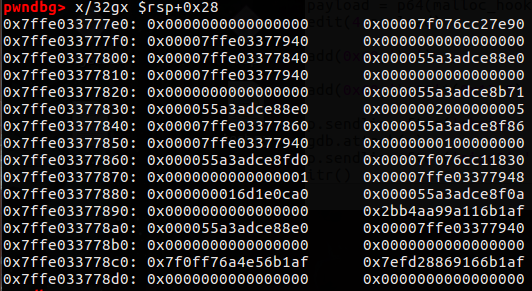 pwndbg> x/32gx $rsp+0x28
0x7ffe033777e0: 0x0000000000000000 0x00007f076cc27e90
0x7ffe033777f0: 0x00007ffe03377940 0x0000000000000000
0x7ffe03377800: 0x00007ffe03377840 0x000055a3adce88e0
0x7ffe03377810: 0x00007ffe03377940 0x0000000000000000
0x7ffe03377820: 0x0000000000000000 0x000055a3adce8b71
0x7ffe03377830: 0x000055a3adce88e0 0x0000002000000005
0x7ffe03377840: 0x00007ffe03377860 0x000055a3adce8f86
0x7ffe03377850: 0x00007ffe03377940 0x0000000100000000
0x7ffe03377860: 0x000055a3adce8fd0 0x00007f076cc11830
0x7ffe03377870: 0x0000000000000001 0x00007ffe03377948
0x7ffe03377880: 0x000000016d1e0ca0 0x000055a3adce8f0a
0x7ffe03377890: 0x0000000000000000 0x2bb4aa99a116b1af
0x7ffe033778a0: 0x000055a3adce88e0 0x00007ffe03377940
0x7ffe033778b0: 0x0000000000000000 0x0000000000000000
0x7ffe033778c0: 0x7f0ff76a4e56b1af 0x7efd28869166b1af
0x7ffe033778d0: 0x0000000000000000 0x0000000000000000